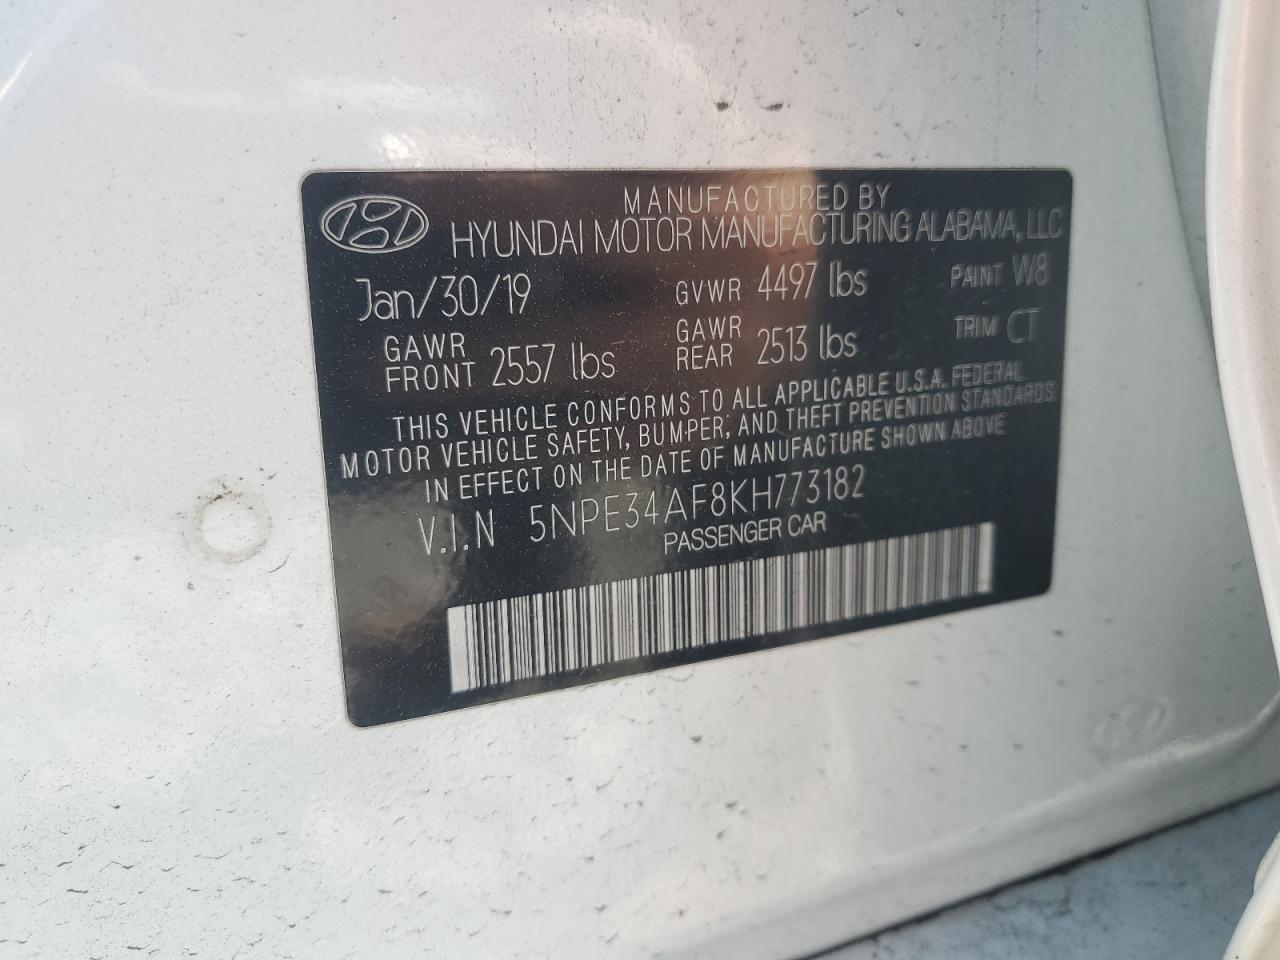 MANUFACTURED BY
HYUNDAI MOTOR MANUFACTURING ALABAMA, LLC
Jan/30/19 GVWR 4497 lbs PAINT W8
GAWR FRONT 2557 lbs GAWR REAR 2513 lbs TRIM CT
THIS VEHICLE CONFORMS TO ALL APPLICABLE U.S.A. FEDERAL
MOTOR VEHICLE SAFETY, BUMPER, AND THEFT PREVENTION STANDARDS
IN EFFECT ON THE DATE OF MANUFACTURE SHOWN ABOVE
V.I.N 5NPE34AF8KH773182
PASSENGER CAR